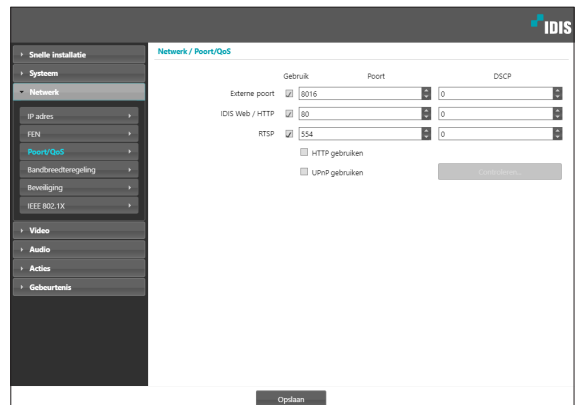 IDIS
Snelle installatie
Systeem
Netwerk
IP adres
FEN
Poort/QoS
Bandbreedteregeling
Beveiliging
IEEE 802.1X
Video
Audio
Acties
Gebeurtenis
Netwerk / Poort/QoS
Gebruik Poort DSCP
Externe poort 8016 0
IDIS Web / HTTP 80 0
RTSP 554 0
HTTP gebruiken
UPnP gebruiken Controleren...
Opslaan